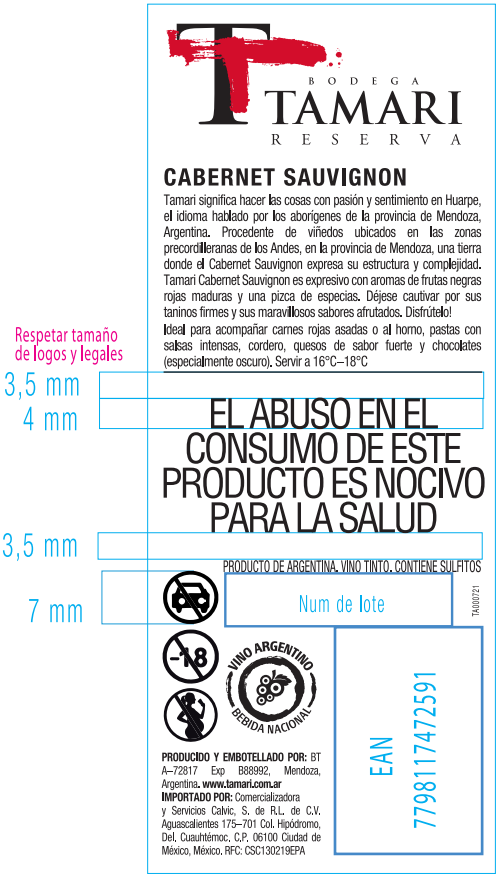 BODEGA
TAMARI
RESERVA
CABERNET SAUVIGNON
Tamari significa hacer las cosas con pasión y sentimiento en Huarpe,
el idioma hablado por los aborígenes de la provincia de Mendoza,
Argentina. Procedente de viñedos ubicados en las zonas
precordilleranas de los Andes, en la provincia de Mendoza, una tierra
donde el Cabernet Sauvignon expresa su estructura y complejidad.
Tamari Cabernet Sauvignon es expresivo con aromas de frutas negras
rojas maduras y una pizca de especias. Déjese cautivar por sus
taninos firmes y sus maravillosos sabores afrutados. Disfrútelo!
Ideal para acompañar carnes rojas asadas o al horno, pastas con
salsas intensas, cordero, quesos de sabor fuerte y chocolates
(especialmente oscuro). Servir a 16°C–18°C
Respetar tamaño
de logos y legales
3,5 mm
4 mm
EL ABUSO EN EL
CONSUMO DE ESTE
PRODUCTO ES NOCIVO
PARA LA SALUD
3,5 mm
PRODUCTO DE ARGENTINA. VINO TINTO. CONTIENE SULFITOS
7 mm
Num de lote
TA000721
-18
VINO ARGENTINO
BEBIDA NACIONAL
EAN
7798117472591
PRODUCIDO Y EMBOTELLADO POR: BT
A–72817 Exp B88992, Mendoza,
Argentina. www.tamari.com.ar
IMPORTADO POR: Comercializadora
y Servicios Calvic, S. de R.L. de C.V.
Aguascalientes 175–701 Col. Hipódromo,
Del. Cuauhtémoc. C.P. 06100 Ciudad de
México, México. RFC: CSC130219EPA